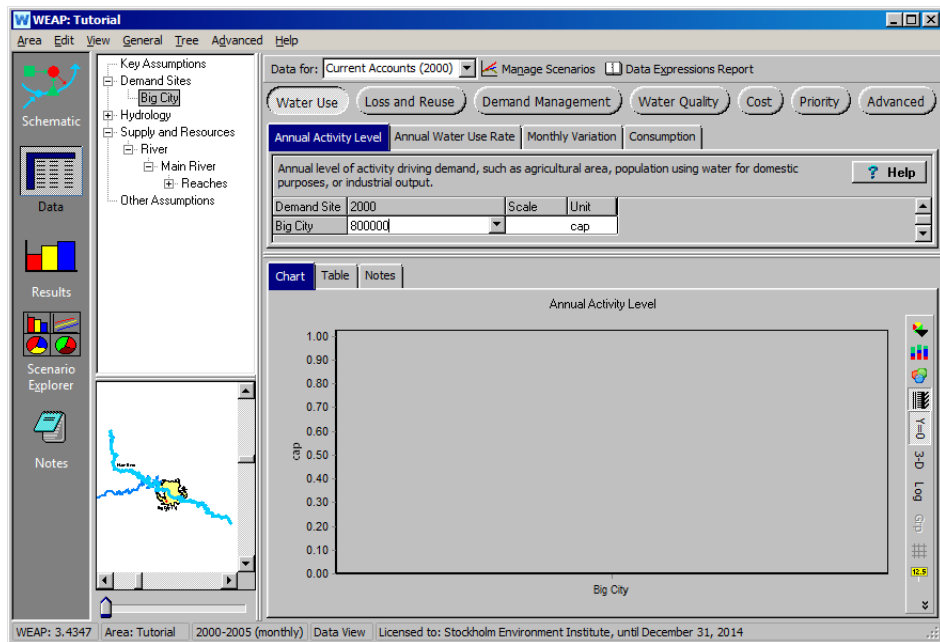 WEAP: Tutorial
Area Edit View General Tree Advanced Help
Schematic
Data
Results
Scenario
Explorer
Notes
Key Assumptions
Demand Sites
Big City
Hydrology
Supply and Resources
River
Main River
Reaches
Other Assumptions
Data for: Current Accounts (2000) Manage Scenarios Data Expressions Report
Water Use Loss and Reuse Demand Management Water Quality Cost Priority Advanced
Annual Activity Level Annual Water Use Rate Monthly Variation Consumption
Annual level of activity driving demand, such as agricultural area, population using water for domestic
purposes, or industrial output.
? Help
Demand Site 2000 Scale Unit
Big City 800000 cap
Chart Table Notes
Annual Activity Level
1.00
0.90
0.80
0.70
0.60
0.50
0.40
0.30
0.20
0.10
0.00
cap
Big City
Y=0
3-D
Log
Grp
12.5
WEAP: 3.4347 Area: Tutorial 2000-2005 (monthly) Data View Licensed to: Stockholm Environment Institute, until December 31, 2014